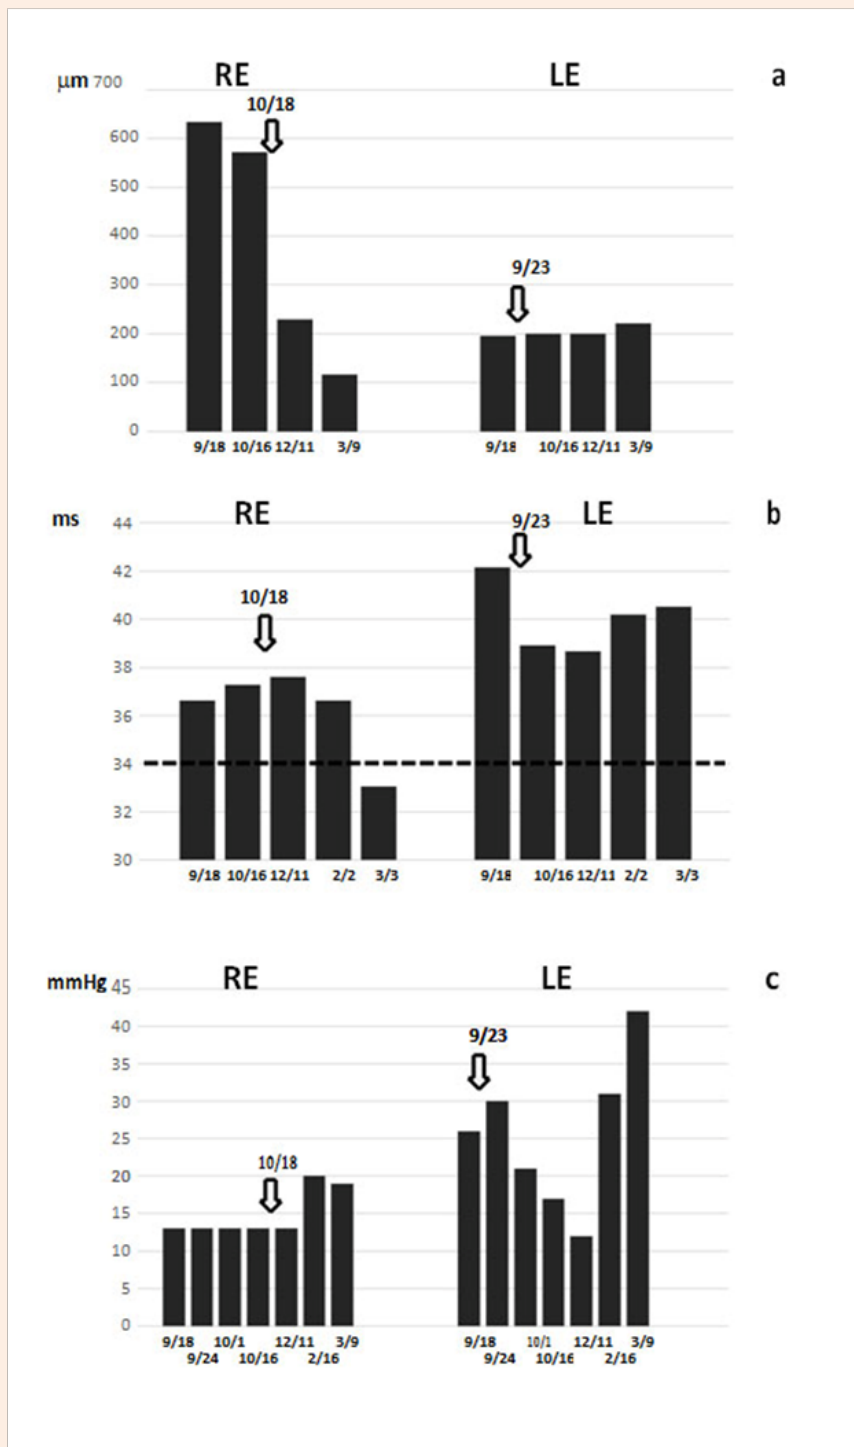 RE LE a
µm 700
10/18
600
500
400
9/23
300
200
100
0
9/18 10/16 12/11 3/9 9/18 10/16 12/11 3/9
RE LE b
ms 44
9/23
42
10/18
40
38
36
34
32
30
9/18 10/16 12/11 2/2 3/3 9/18 10/16 12/11 2/2 3/3
RE LE c
mmHg 45
40
9/23
35
30
25
10/18
20
15
10
5
0
9/18 10/1 12/11 3/9 9/18 10/1 12/11 3/9
9/24 10/16 2/16 9/24 10/16 2/16